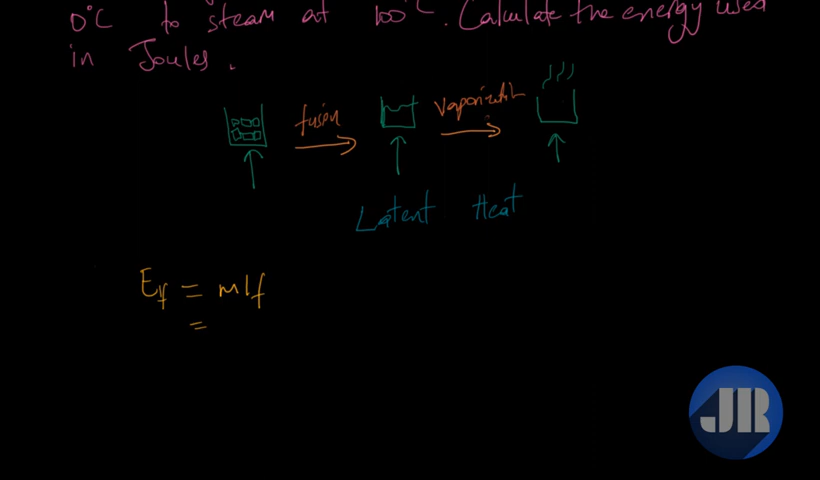 0°C to steam at 100°C. Calculate the energy used
in Joules.
fusion
vaporization
Latent Heat
Ef = mlf
=
JR